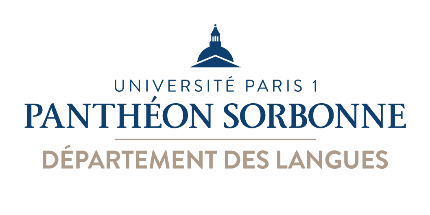 UNIVERSITÉ PARIS 1
PANTHÉON SORBONNE
DÉPARTEMENT DES LANGUES